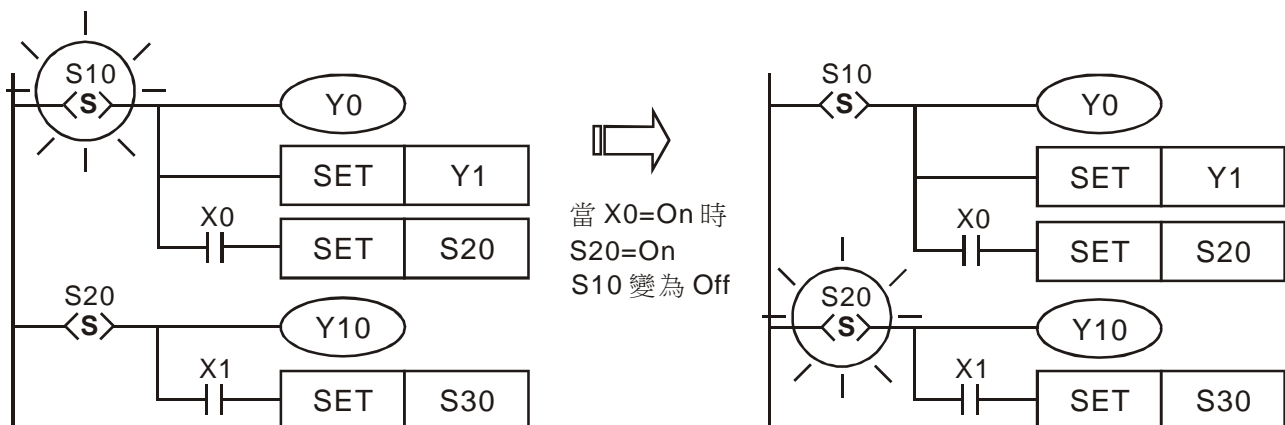 S10
S
Y0
SET Y1
X0
SET S20
S20
S
Y10
X1
SET S30
當 X0=On 時
S20=On
S10 變為 Off
S10
S
Y0
SET Y1
X0
SET S20
S20
S
Y10
X1
SET S30